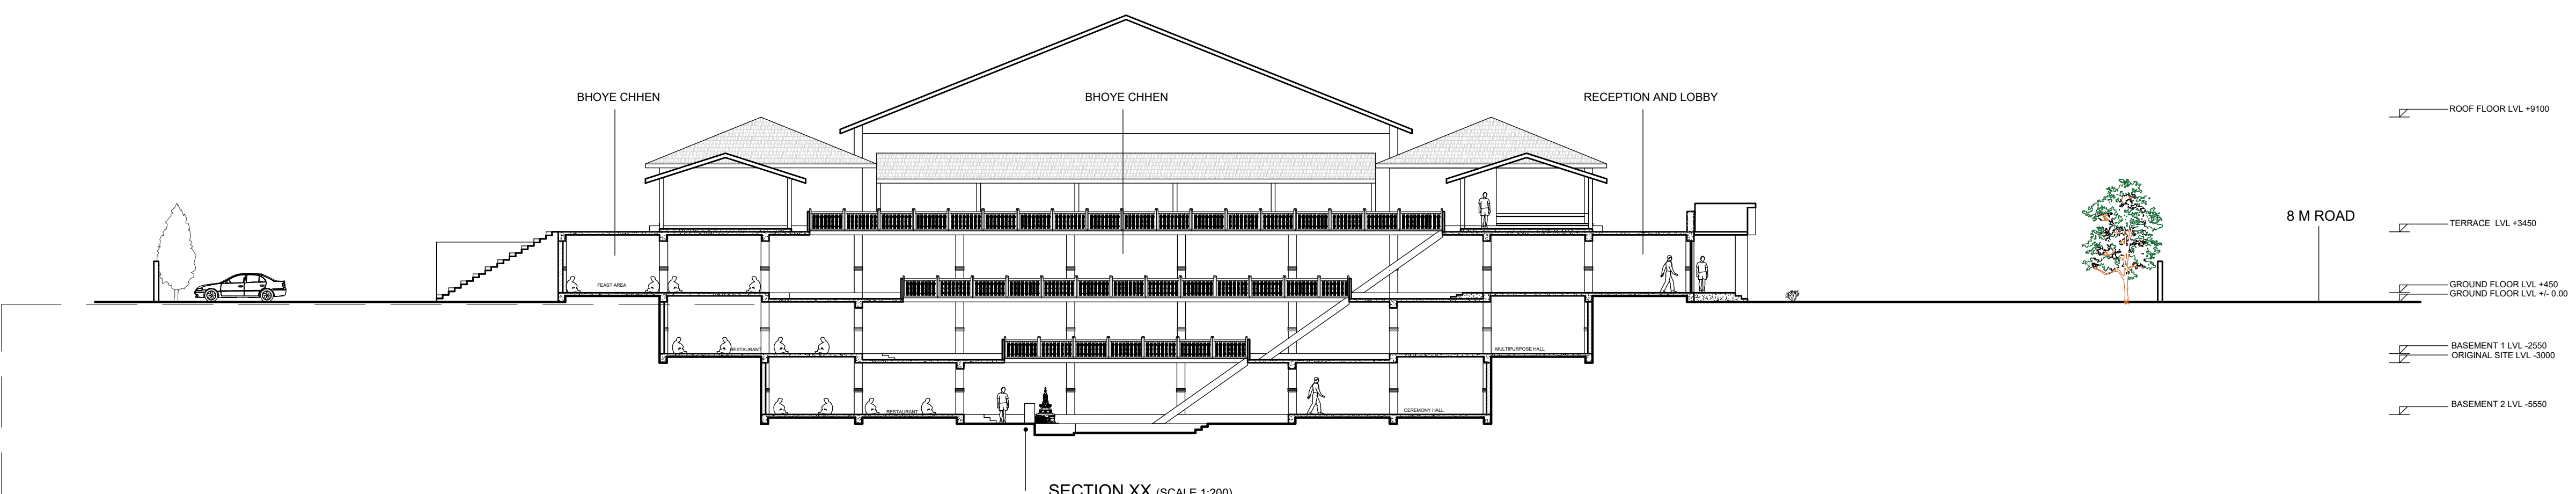 BHOYE CHHEN
BHOYE CHHEN
RECEPTION AND LOBBY
ROOF FLOOR LVL +9100
8 M ROAD
TERRACE LVL +3450
FEAST AREA
GROUND FLOOR LVL +450
GROUND FLOOR LVL +/- 0.00
RESTAURANT
MULTIPURPOSE HALL
BASEMENT 1 LVL -2550
ORIGINAL SITE LVL -3000
RESTAURANT
CEREMONY HALL
BASEMENT 2 LVL -5550
SECTION XX (SCALE 1:200)